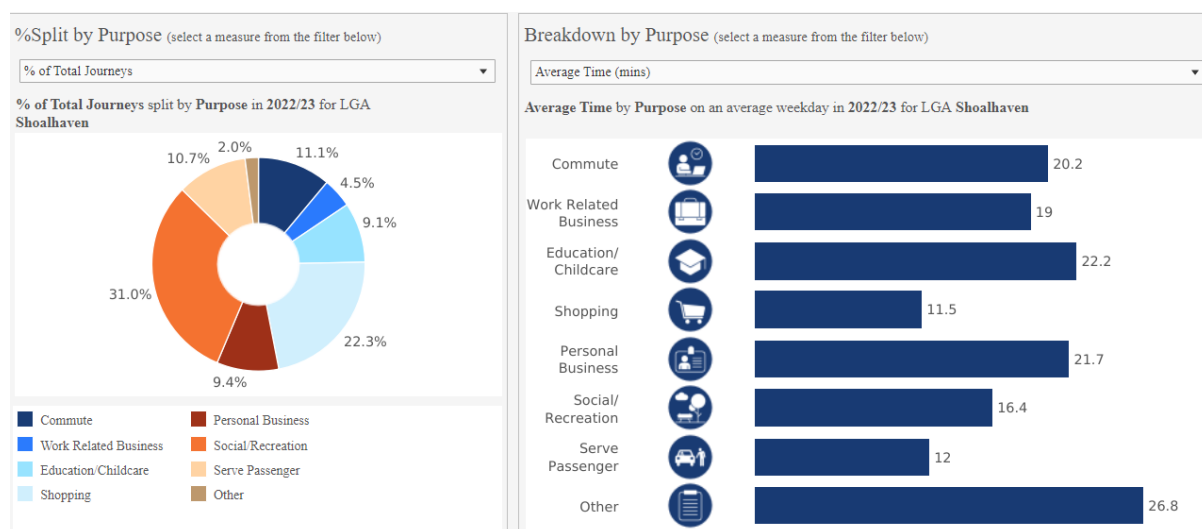 %Split by Purpose (select a measure from the filter below)
% of Total Journeys
% of Total Journeys split by Purpose in 2022/23 for LGA
Shoalhaven
2.0%
10.7%
11.1%
4.5%
9.1%
31.0%
22.3%
9.4%
Commute
Work Related Business
Education/Childcare
Shopping
Personal Business
Social/Recreation
Serve Passenger
Other
Breakdown by Purpose (select a measure from the filter below)
Average Time (mins)
Average Time by Purpose on an average weekday in 2022/23 for LGA Shoalhaven
Commute 20.2
Work Related
Business 19
Education/
Childcare 22.2
Shopping 11.5
Personal
Business 21.7
Social/
Recreation 16.4
Serve
Passenger 12
Other 26.8